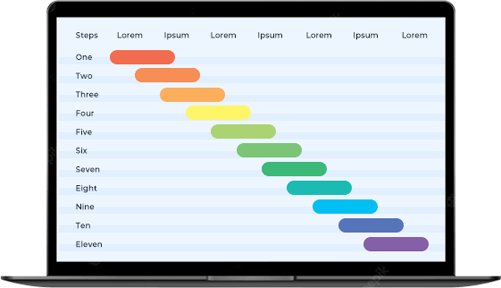 Steps Lorem Ipsum Lorem Ipsum Lorem Ipsum Lorem
One
Two
Three
Four
Five
Six
Seven
Eight
Nine
Ten
Eleven